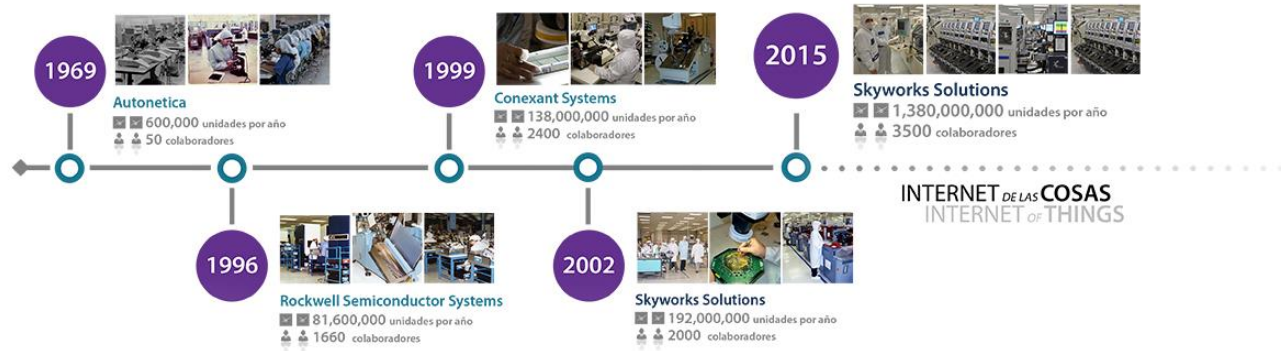 1969
Autonetica
600,000 unidades por año
50 colaboradores
1996
Rockwell Semiconductor Systems
81,600,000 unidades por año
1660 colaboradores
1999
Conexant Systems
138,000,000 unidades por año
2400 colaboradores
2002
Skyworks Solutions
192,000,000 unidades por año
2000 colaboradores
2015
Skyworks Solutions
1,380,000,000 unidades por año
3500 colaboradores
INTERNET DE LAS COSAS
INTERNET OF THINGS